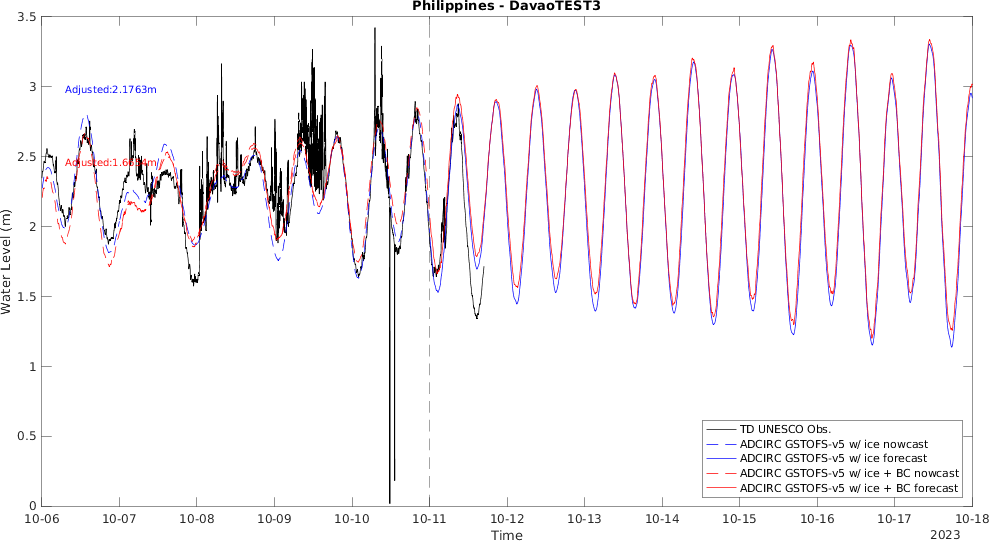 Philippines - DavaoTEST3
3.5
3
2.5
2
1.5
1
0.5
0
Water Level (m)
Adjusted:2.1763m
TD UNESCO Obs.
ADCIRC GSTOFS-v5 w/ ice nowcast
ADCIRC GSTOFS-v5 w/ ice forecast
ADCIRC GSTOFS-v5 w/ ice + BC nowcast
ADCIRC GSTOFS-v5 w/ ice + BC forecast
10-06 10-07 10-08 10-09 10-10 10-11 10-12 10-13 10-14 10-15 10-16 10-17 10-18
Time
2023